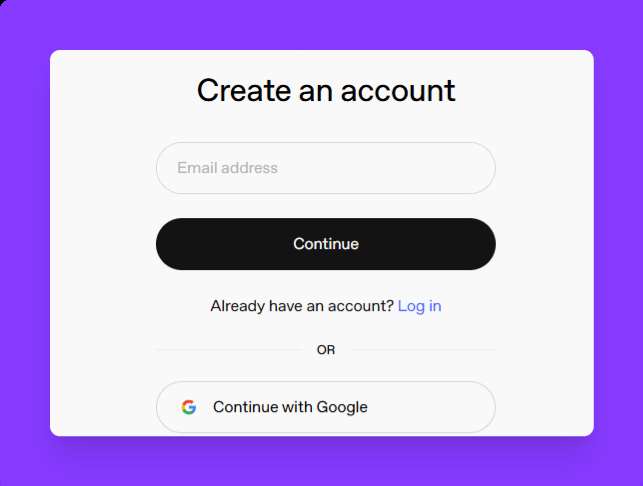 Create an account
Email address
Continue
Already have an account? Log in
OR
Continue with Google